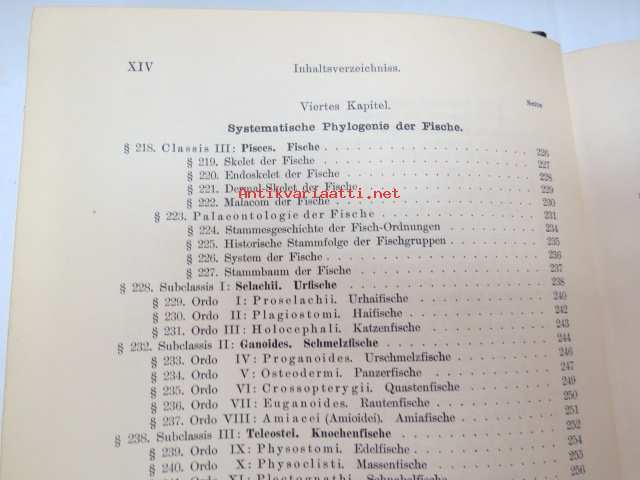 XIV Inhaltsverzeichniss.
Viertes Kapitel. Seite
Systematische Phylogenie der Fische.
§ 218. Classis III: Pisces. Fische 226
§ 219. Skelet der Fische 227
§ 220. Endoskelet der Fische 228
§ 221. Dermal-Skelet der Fische 229
Antikvariaatti.net
§ 222. Malacom der Fische 230
§ 223. Palaeontologie der Fische 231
§ 224. Stammesgeschichte der Fisch-Ordnungen 234
§ 225. Historische Stammfolge der Fischgruppen 235
§ 226. System der Fische 236
§ 227. Stammbaum der Fische 237
§ 228. Subclassis I: Selachii. Urfische 238
§ 229. Ordo I: Proselachii. Urhaifische 240
§ 230. Ordo II: Plagiostomi. Haifische 242
§ 231. Ordo III: Holocephali. Katzenfische 243
§ 232. Subclassis II: Ganoides. Schmelzfische 244
§ 233. Ordo IV: Proganoides. Urschmelzfische 246
§ 234. Ordo V: Osteodermi. Panzerfische 247
§ 235. Ordo VI: Crossopterygii. Quastenfische 249
§ 236. Ordo VII: Euganoides. Rautenfische 250
§ 237. Ordo VIII: Amiacei (Amioidei). Amiafische 251
§ 238. Subclassis III: Teleostei. Knochenfische 252
§ 239. Ordo IX: Physostomi. Edelfische 254
§ 240. Ordo X: Physoclisti. Massenfische 255
Ordo XI: Plectognathi. Schnabelfische 256